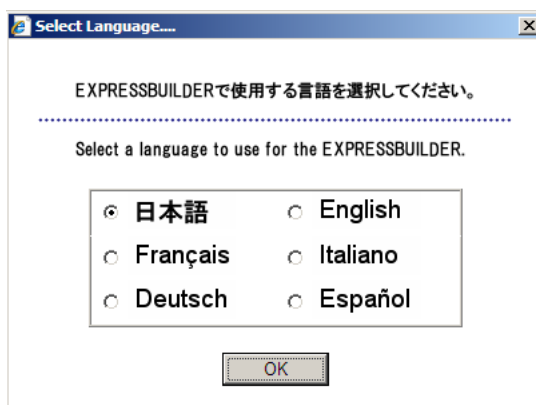 Select Language....
EXPRESSBUILDERで使用する言語を選択してください。
Select a language to use for the EXPRESSBUILDER.
日本語 English
Français Italiano
Deutsch Español
OK